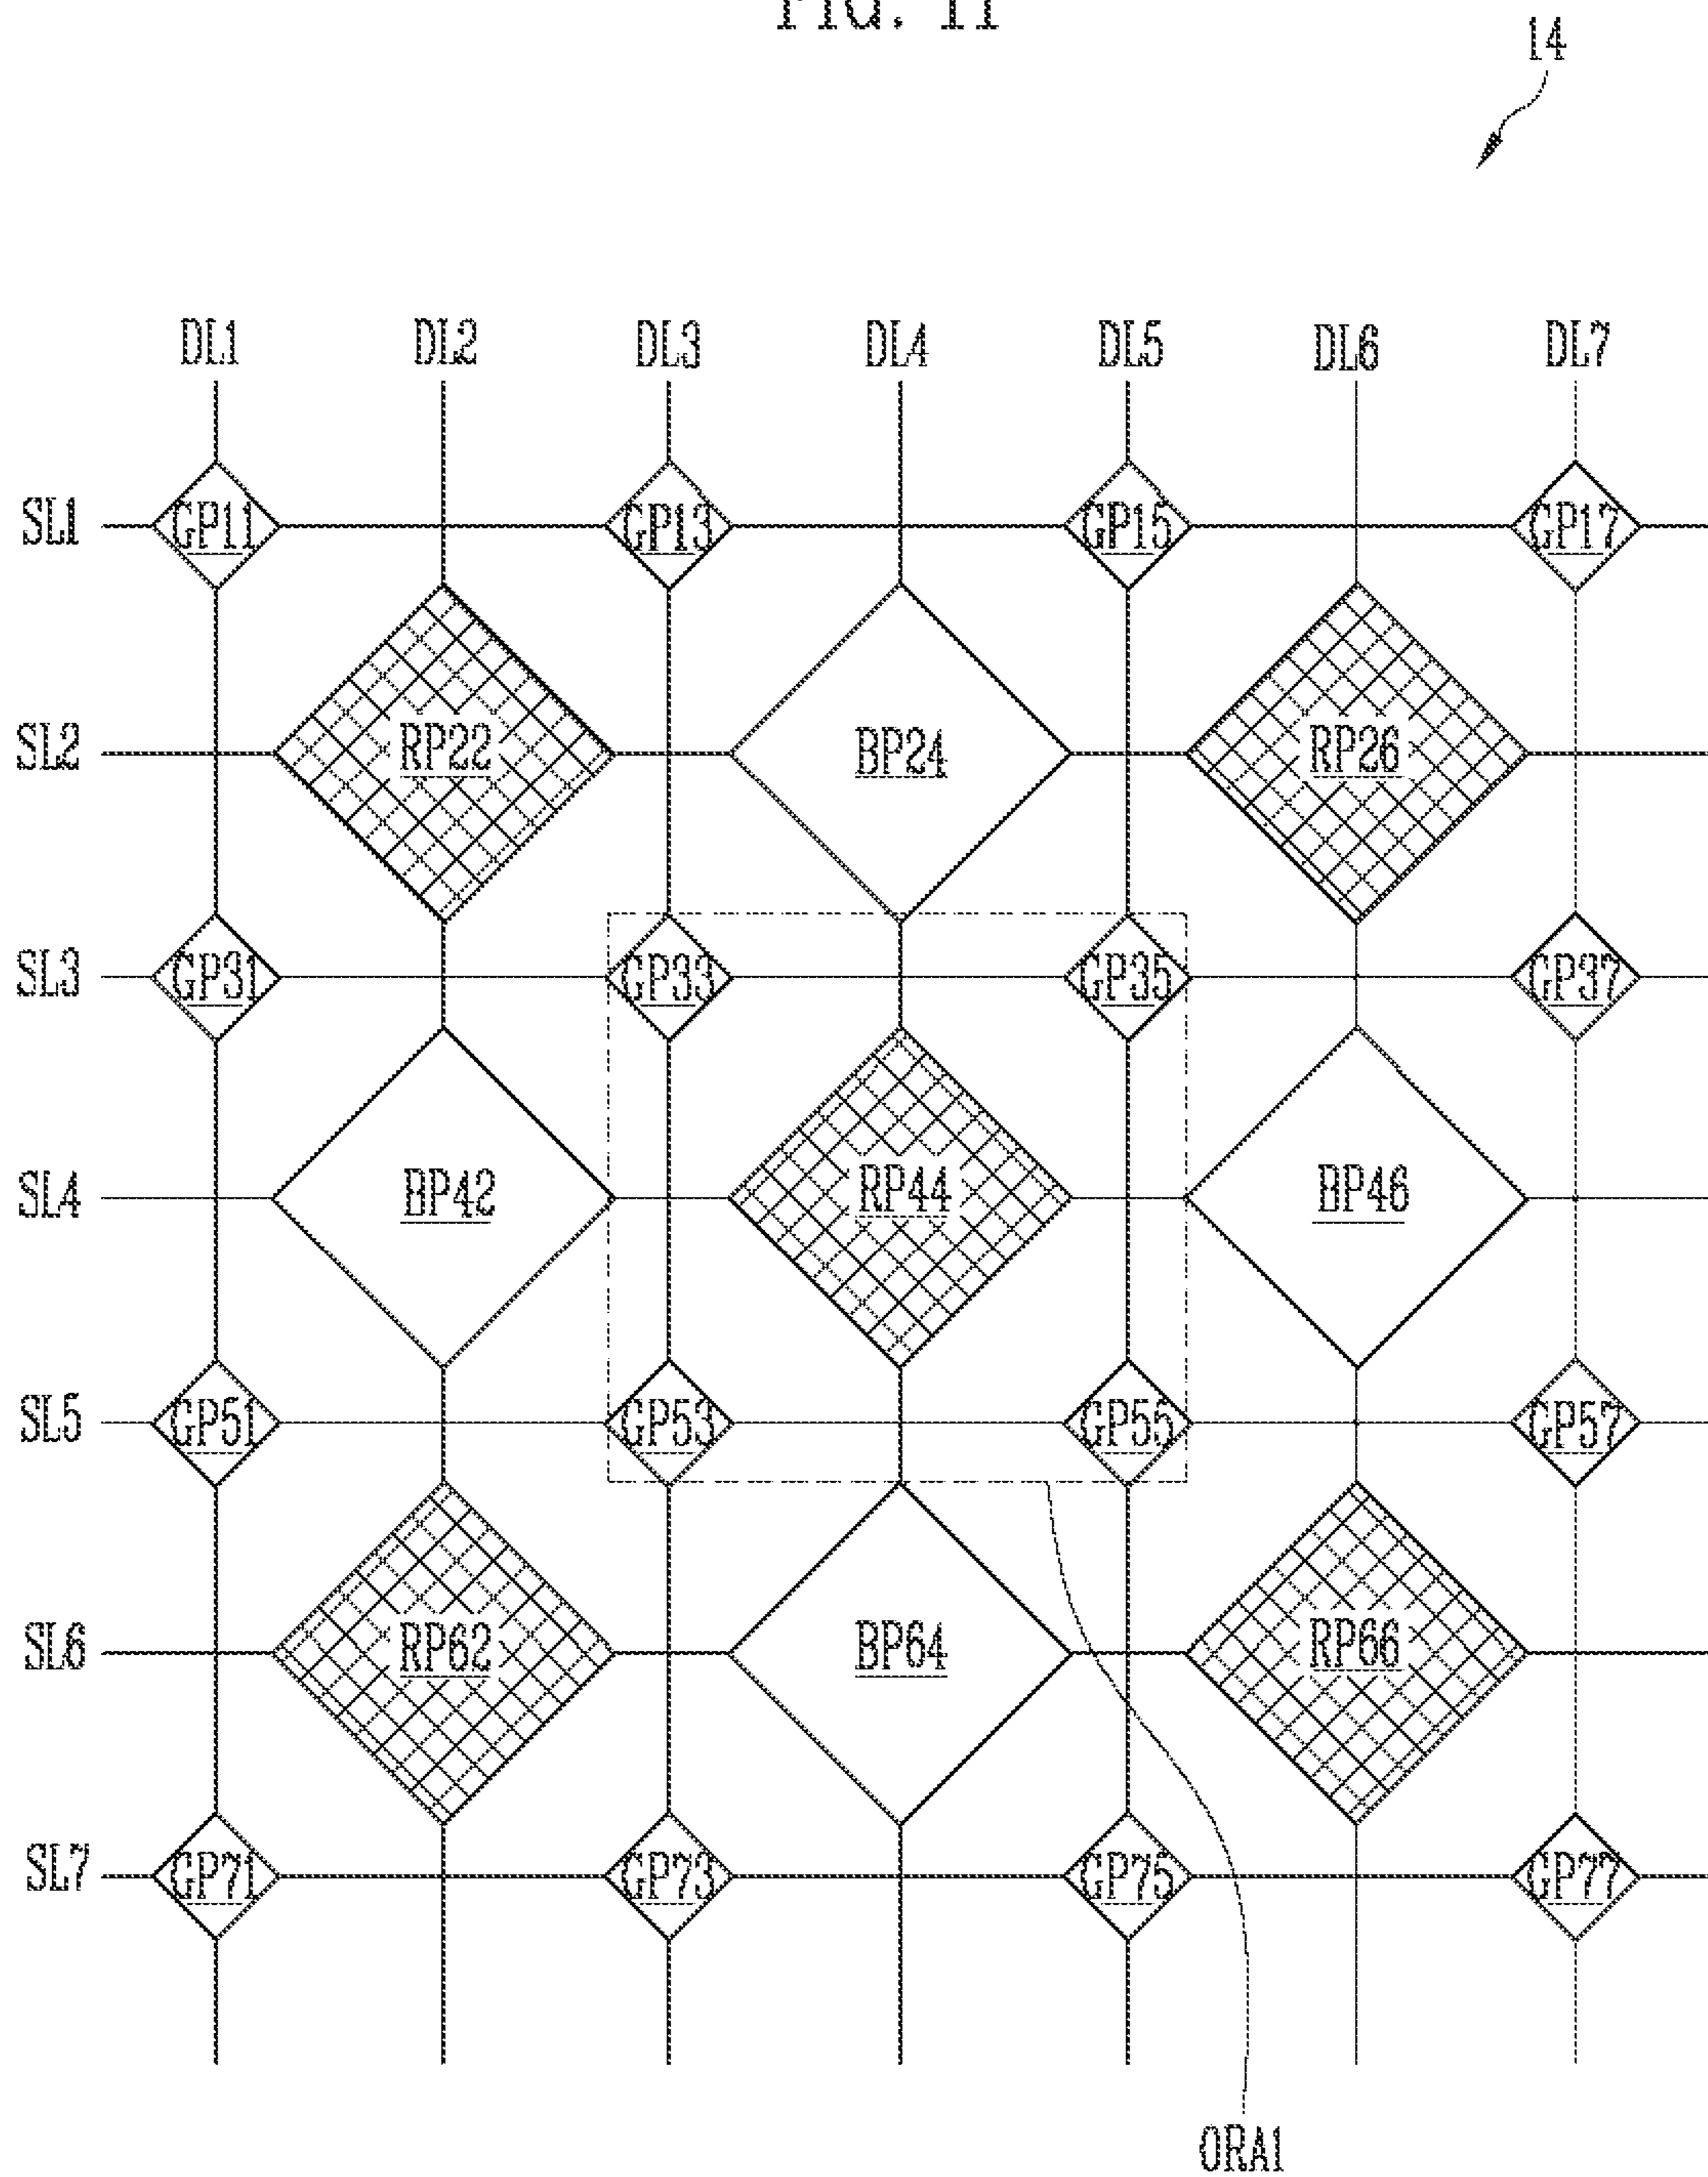 FIG. 11
14
DL1 DL2 DL3 DL4 DL5 DL6 DL7
SL1 GP11 GP13 GP15 GP17
SL2 RP22 BP24 RP26
SL3 GP31 GP33 GP35 GP37
SL4 BP42 RP44 BP46
SL5 GP51 GP53 GP55 GP57
SL6 RP62 BP64 RP66
SL7 GP71 GP73 GP75 GP77
ORA1